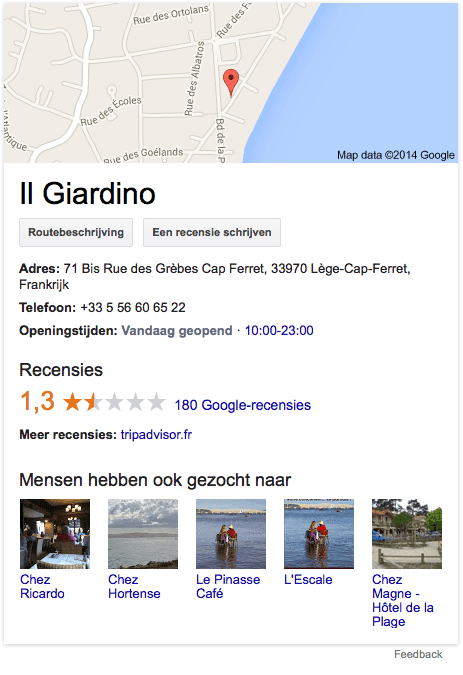 Rue des Ortolans
Rue des Albatros
Rue des Écoles
l'Atlantique
Rue des Goélands
Bd de la P
Map data ©2014 Google
Il Giardino
Routebeschrijving
Een recensie schrijven
Adres: 71 Bis Rue des Grèbes Cap Ferret, 33970 Lège-Cap-Ferret,
Frankrijk
Telefoon: +33 5 56 60 65 22
Openingstijden: Vandaag geopend · 10:00-23:00
Recensies
1,3 180 Google-recensies
Meer recensies: tripadvisor.fr
Mensen hebben ook gezocht naar
Chez
Ricardo
Chez
Hortense
Le Pinasse
Café
L'Escale
Chez
Magne -
Hôtel de la
Plage
Feedback